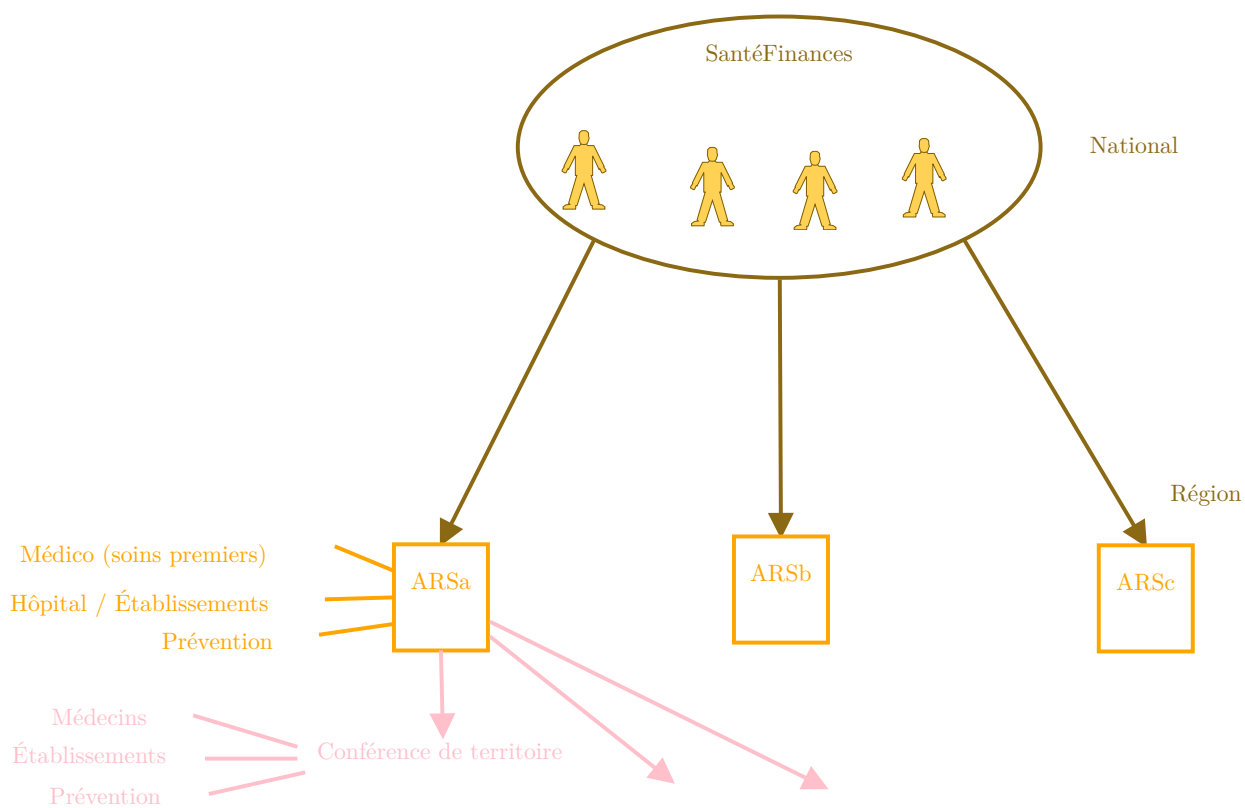 SantéFinances
National
Région
Médico (soins premiers)
ARSa
ARSb
ARSc
Hôpital / Établissements
Prévention
Médecins
Établissements
Conférence de territoire
Prévention